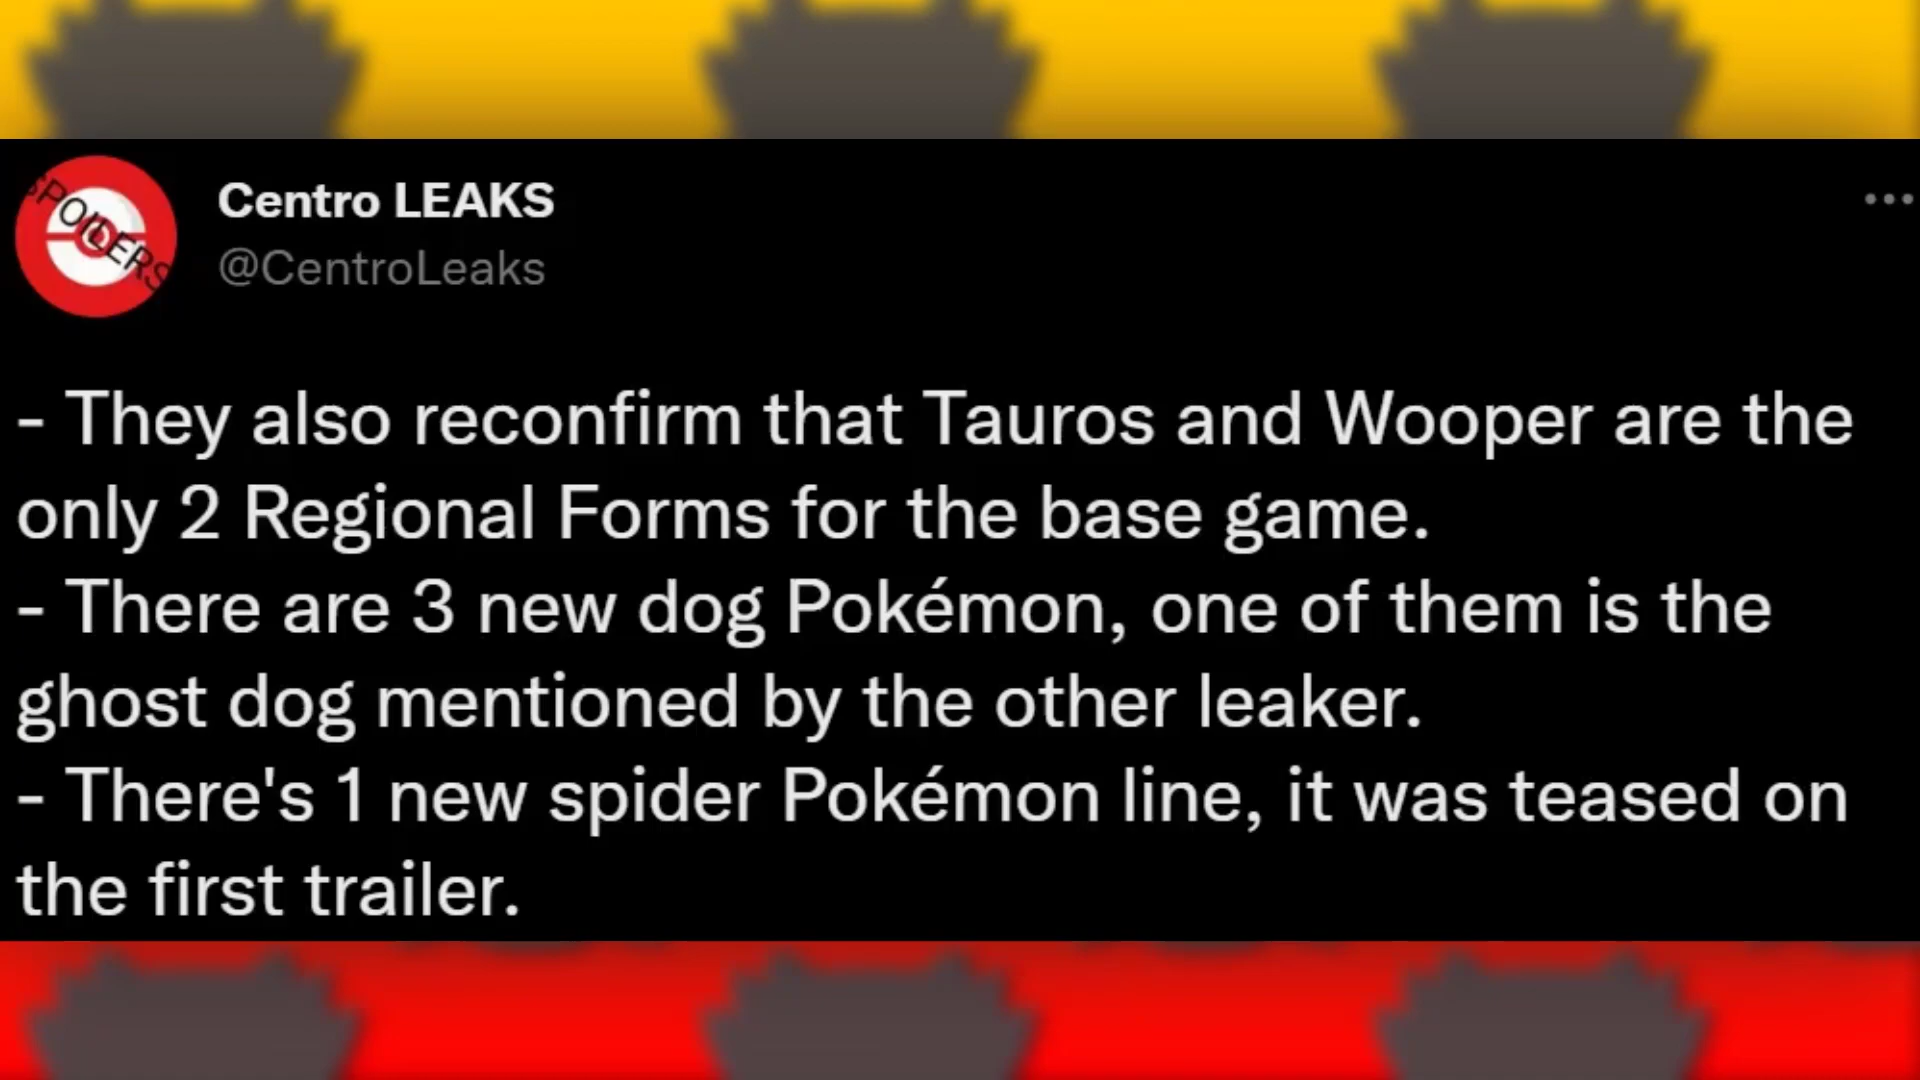 SPOILERS
Centro LEAKS
@CentroLeaks
- They also reconfirm that Tauros and Wooper are the
only 2 Regional Forms for the base game.
- There are 3 new dog Pokémon, one of them is the
ghost dog mentioned by the other leaker.
- There's 1 new spider Pokémon line, it was teased on
the first trailer.